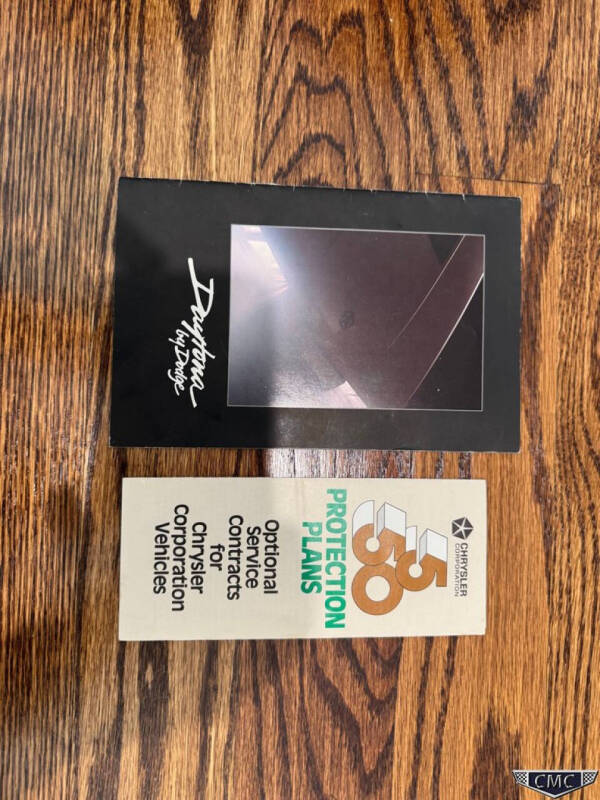 Daytona
by Dodge
CHRYSLER
CORPORATION
5
50
PROTECTION
PLANS
Optional
Service
Contracts
for
Chrysler
Corporation
Vehicles
CMC